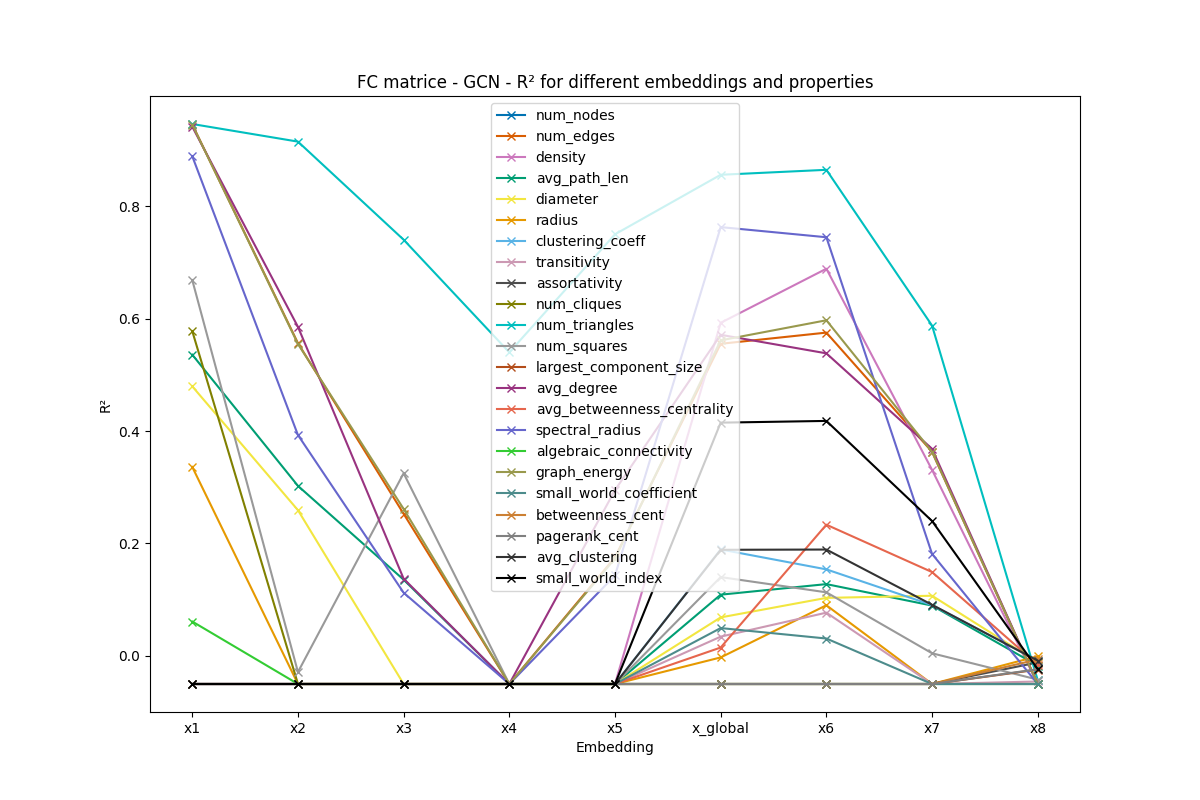 FC matrice - GCN - R² for different embeddings and properties
num_nodes
num_edges
density
avg_path_len
diameter
radius
clustering_coeff
transitivity
assortativity
num_cliques
num_triangles
num_squares
largest_component_size
avg_degree
avg_betweenness_centrality
spectral_radius
algebraic_connectivity
graph_energy
small_world_coefficient
betweenness_cent
pagerank_cent
avg_clustering
small_world_index
R²
0.8
0.6
0.4
0.2
0.0
x1 x2 x3 x4 x5 x_global x6 x7 x8
Embedding